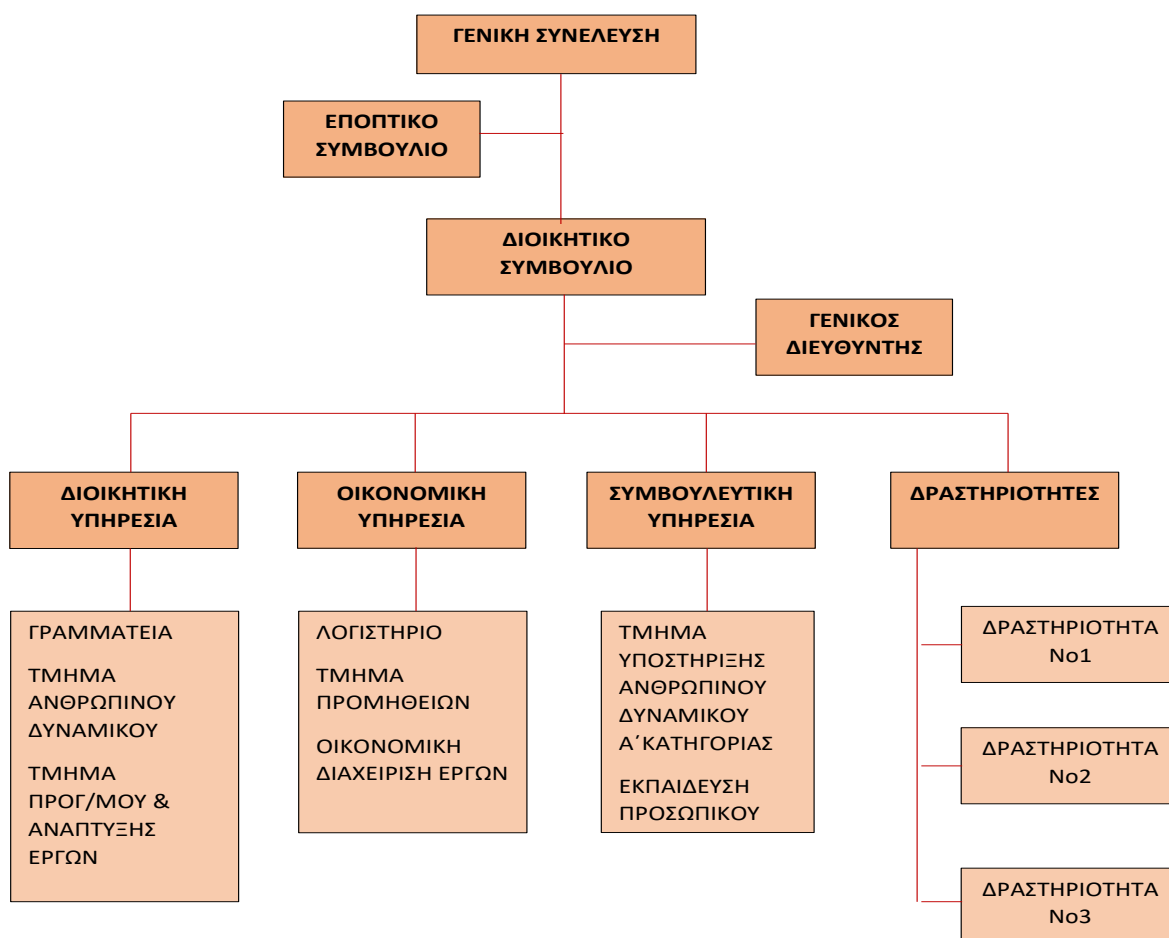 ΓΕΝΙΚΗ ΣΥΝΕΛΕΥΣΗ
ΕΠΟΠΤΙΚΟ
ΣΥΜΒΟΥΛΙΟ
ΔΙΟΙΚΗΤΙΚΟ
ΣΥΜΒΟΥΛΙΟ
ΓΕΝΙΚΟΣ
ΔΙΕΥΘΥΝΤΗΣ
ΔΙΟΙΚΗΤΙΚΗ
ΥΠΗΡΕΣΙΑ
ΟΙΚΟΝΟΜΙΚΗ
ΥΠΗΡΕΣΙΑ
ΣΥΜΒΟΥΛΕΥΤΙΚΗ
ΥΠΗΡΕΣΙΑ
ΔΡΑΣΤΗΡΙΟΤΗΤΕΣ
ΓΡΑΜΜΑΤΕΙΑ
ΤΜΗΜΑ
ΑΝΘΡΩΠΙΝΟΥ
ΔΥΝΑΜΙΚΟΥ
ΤΜΗΜΑ
ΠΡΟΓ/ΜΟΥ &
ΑΝΑΠΤΥΞΗΣ
ΕΡΓΩΝ
ΛΟΓΙΣΤΗΡΙΟ
ΤΜΗΜΑ
ΠΡΟΜΗΘΕΙΩΝ
ΟΙΚΟΝΟΜΙΚΗ
ΔΙΑΧΕΙΡΙΣΗ ΕΡΓΩΝ
ΤΜΗΜΑ
ΥΠΟΣΤΗΡΙΞΗΣ
ΑΝΘΡΩΠΙΝΟΥ
ΔΥΝΑΜΙΚΟΥ
Α΄ΚΑΤΗΓΟΡΙΑΣ
ΕΚΠΑΙΔΕΥΣΗ
ΠΡΟΣΩΠΙΚΟΥ
ΔΡΑΣΤΗΡΙΟΤΗΤΑ
Νο1
ΔΡΑΣΤΗΡΙΟΤΗΤΑ
Νο2
ΔΡΑΣΤΗΡΙΟΤΗΤΑ
Νο3